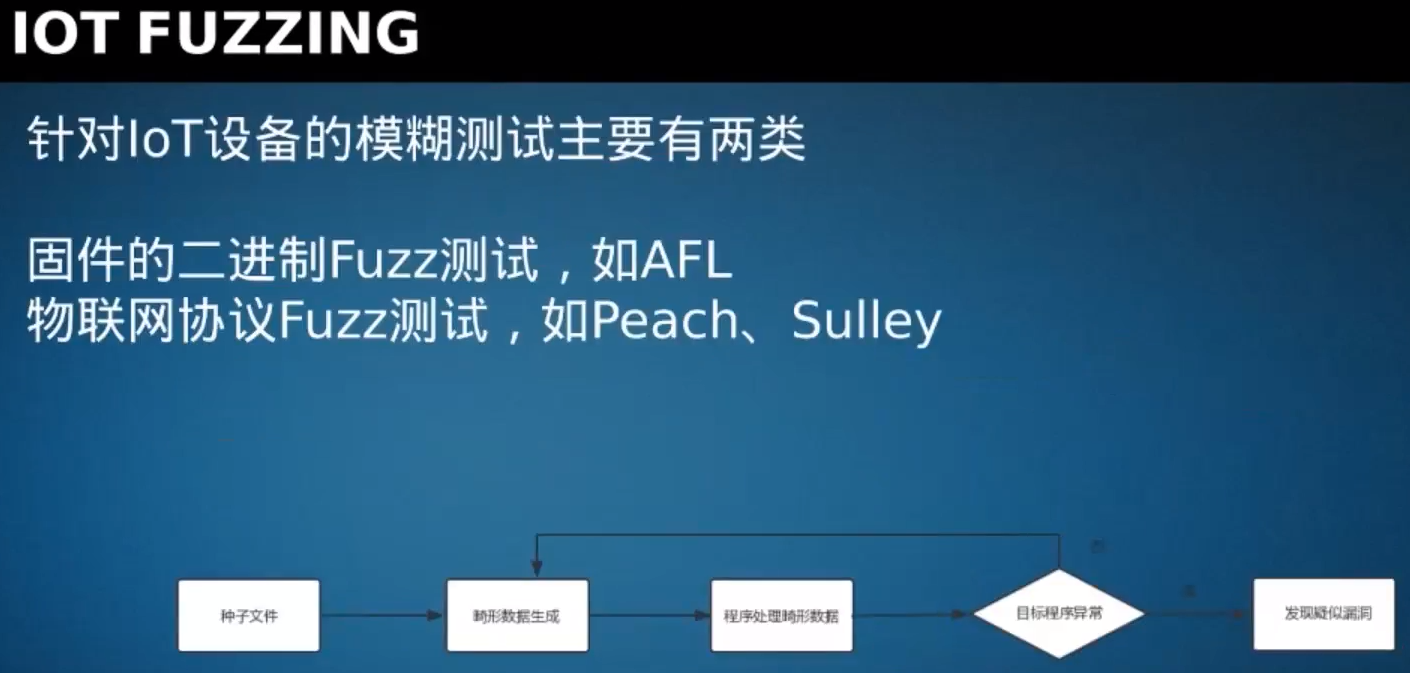 IOT FUZZING
针对IoT设备的模糊测试主要有两类
固件的二进制Fuzz测试，如AFL
物联网协议Fuzz测试，如Peach、Sulley
否
种子文件
畸形数据生成
程序处理畸形数据
目标程序异常
是
发现疑似漏洞